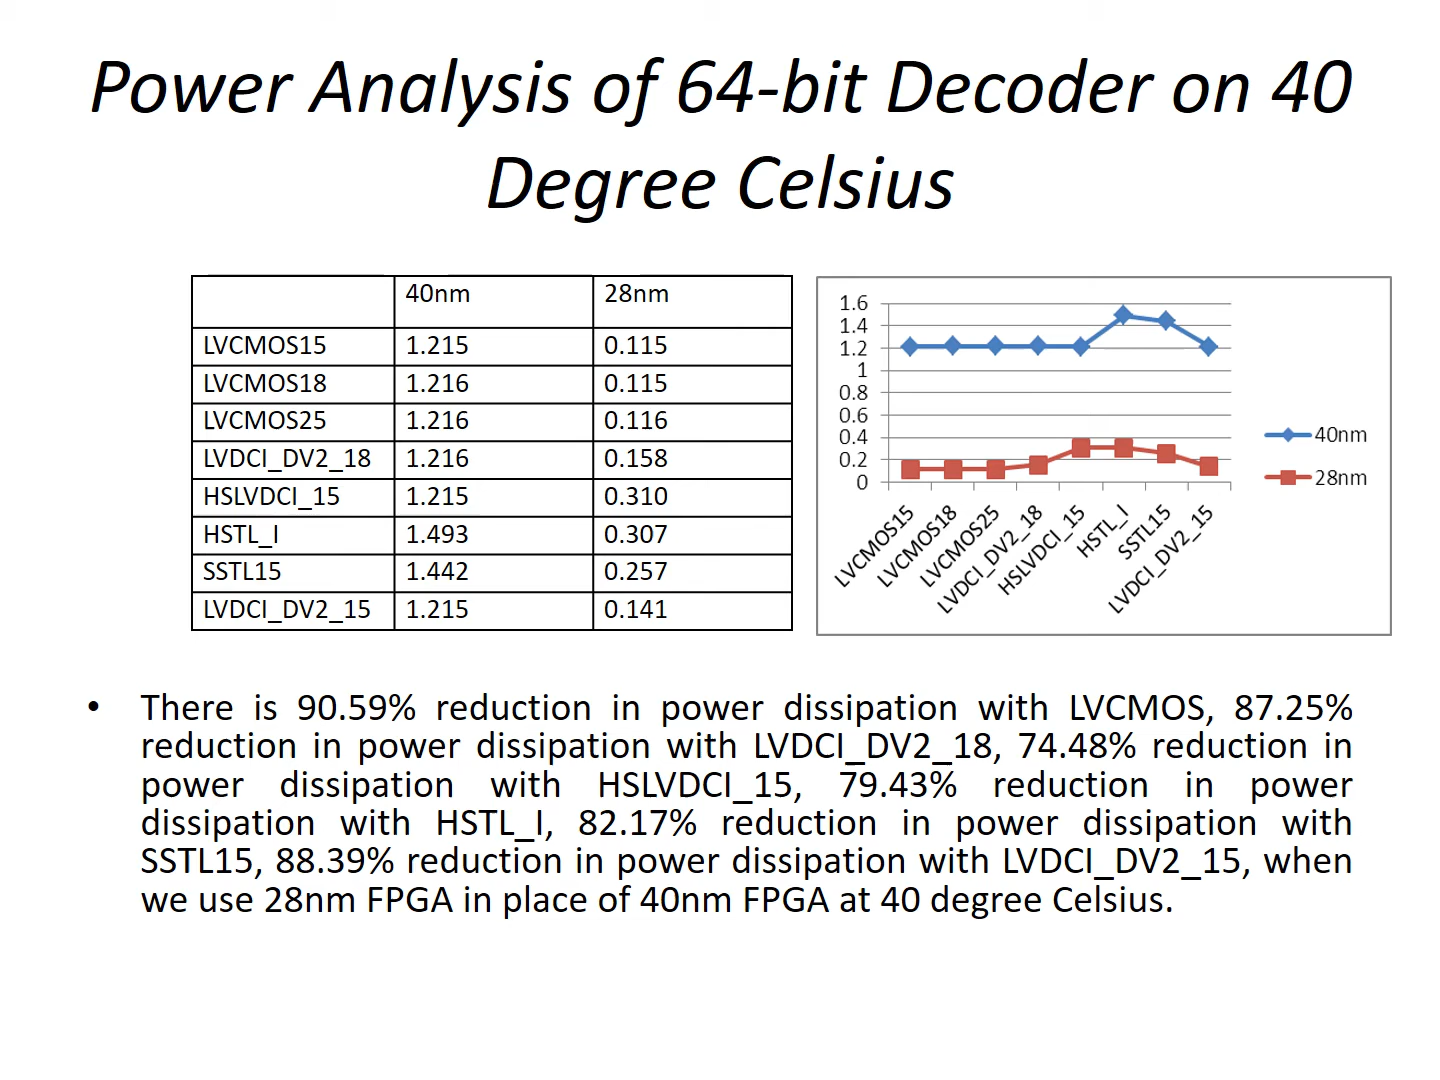 Power Analysis of 64-bit Decoder on 40
Degree Celsius
40nm 28nm
LVCMOS15 1.215 0.115
LVCMOS18 1.216 0.115
LVCMOS25 1.216 0.116
LVDCI_DV2_18 1.216 0.158
HSLVDCI_15 1.215 0.310
HSTL_I 1.493 0.307
SSTL15 1.442 0.257
LVDCI_DV2_15 1.215 0.141
1.6
1.4
1.2
1
0.8
0.6
0.4
0.2
0
LVCMOS15
LVCMOS18
LVCMOS25
LVDCI_DV2_18
HSLVDCI_15
HSTL_I
SSTL15
LVDCI_DV2_15
40nm
28nm
• There is 90.59% reduction in power dissipation with LVCMOS, 87.25%
reduction in power dissipation with LVDCI_DV2_18, 74.48% reduction in
power dissipation with HSLVDCI_15, 79.43% reduction in power
dissipation with HSTL_I, 82.17% reduction in power dissipation with
SSTL15, 88.39% reduction in power dissipation with LVDCI_DV2_15, when
we use 28nm FPGA in place of 40nm FPGA at 40 degree Celsius.